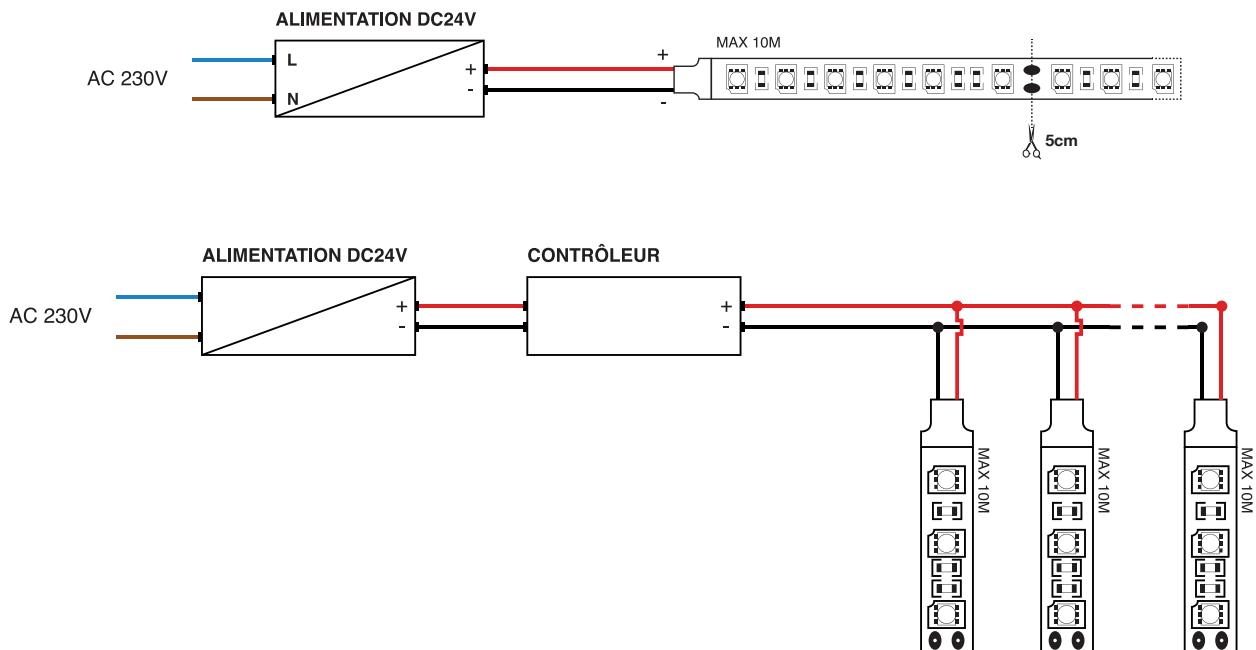 ALIMENTATION DC24V
AC 230V
L
N
+
-
+
-
MAX 10M
5cm
ALIMENTATION DC24V
CONTRÔLEUR
AC 230V
+
-
+
-
MAX 10M
MAX 10M
MAX 10M